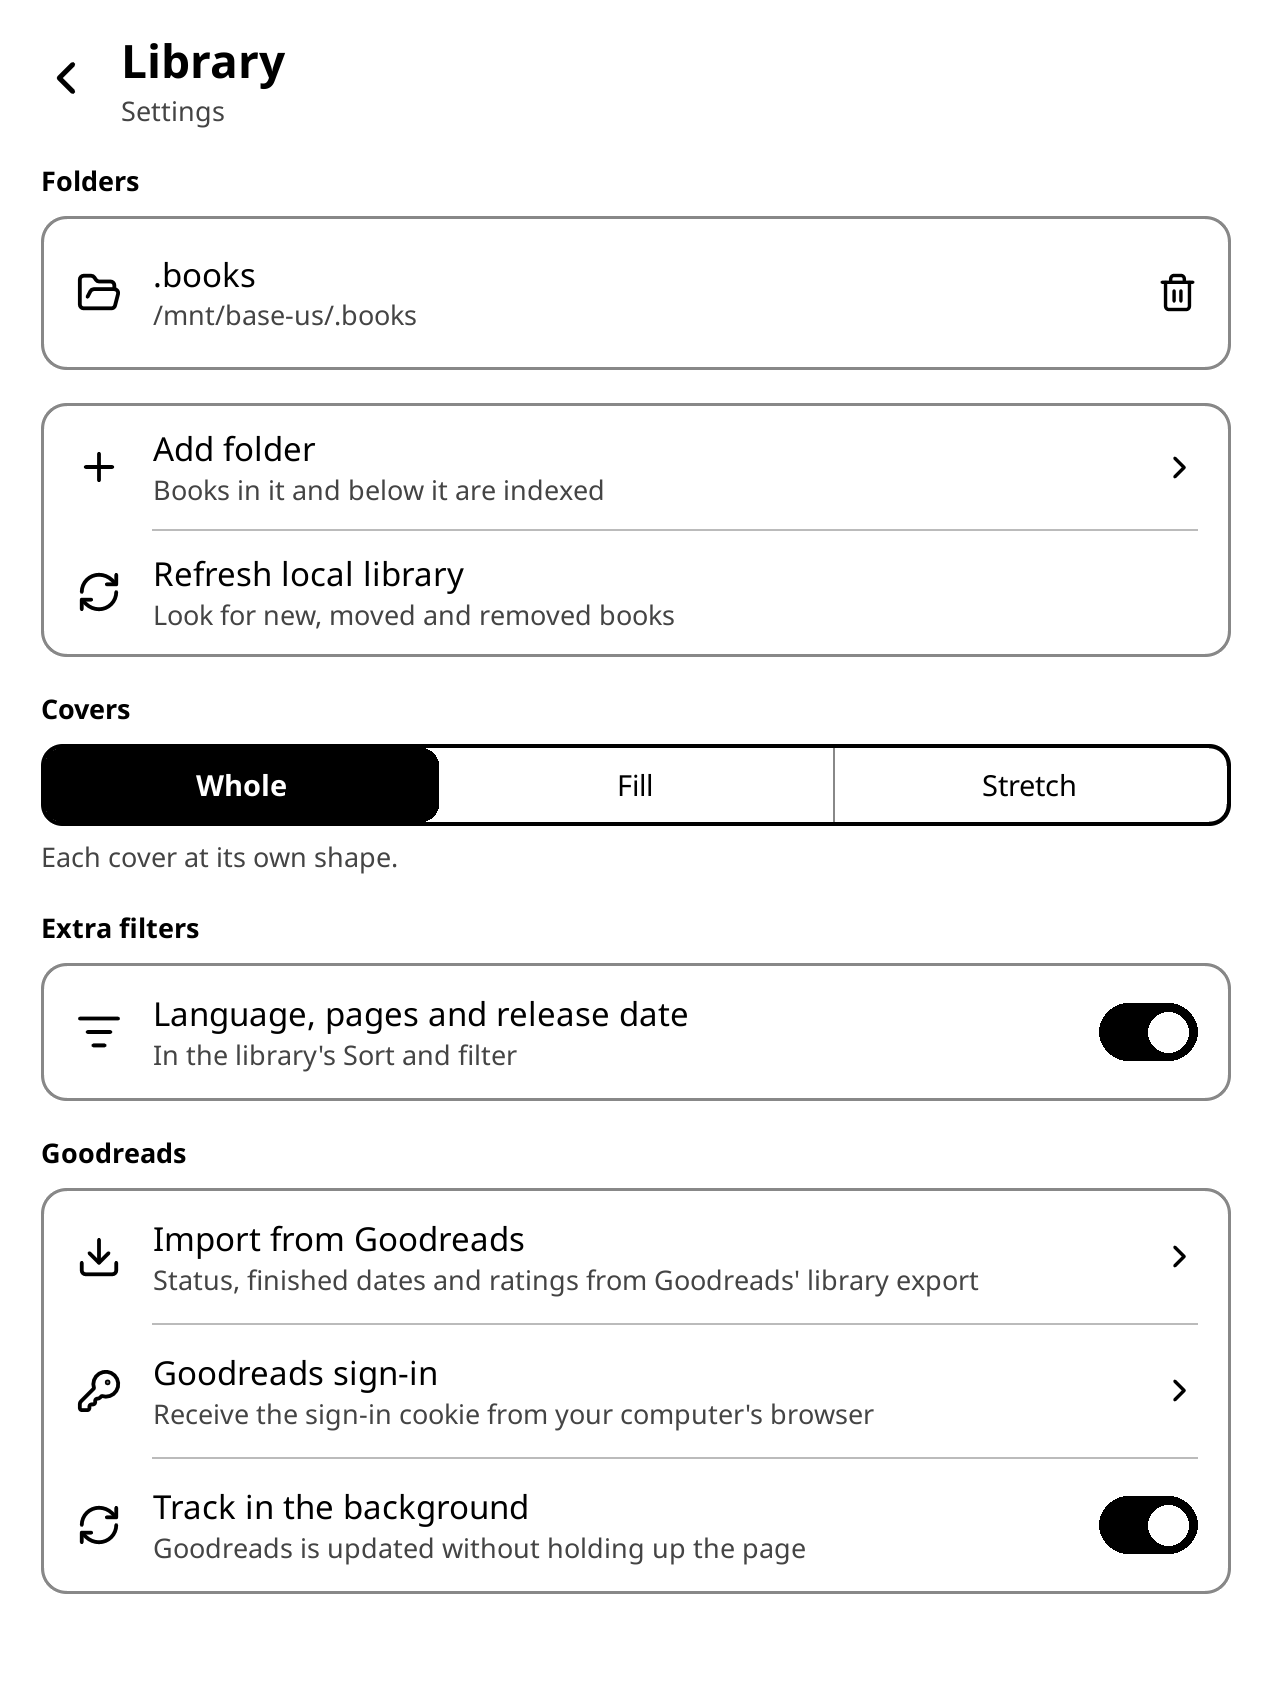 Library
Settings
Folders
.books
/mnt/base-us/.books
Add folder
Books in it and below it are indexed
Refresh local library
Look for new, moved and removed books
Covers
Whole
Fill
Stretch
Each cover at its own shape.
Extra filters
Language, pages and release date
In the library's Sort and filter
Goodreads
Import from Goodreads
Status, finished dates and ratings from Goodreads' library export
Goodreads sign-in
Receive the sign-in cookie from your computer's browser
Track in the background
Goodreads is updated without holding up the page